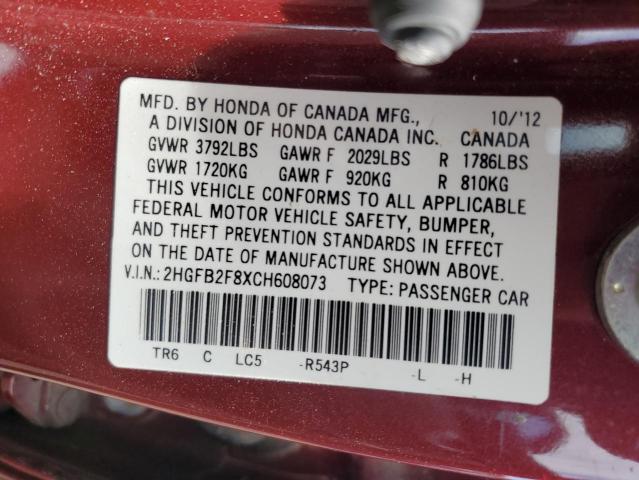 MFD. BY HONDA OF CANADA MFG., 10/'12
A DIVISION OF HONDA CANADA INC. CANADA
GVWR 3792LBS GAWR F 2029LBS R 1786LBS
GVWR 1720KG GAWR F 920KG R 810KG
THIS VEHICLE CONFORMS TO ALL APPLICABLE
FEDERAL MOTOR VEHICLE SAFETY, BUMPER,
AND THEFT PREVENTION STANDARDS IN EFFECT
ON THE DATE OF MANUFACTURE SHOWN ABOVE.
V.I.N.: 2HGFB2F8XCH608073 TYPE: PASSENGER CAR
TR6 C LC5 -R543P -L -H